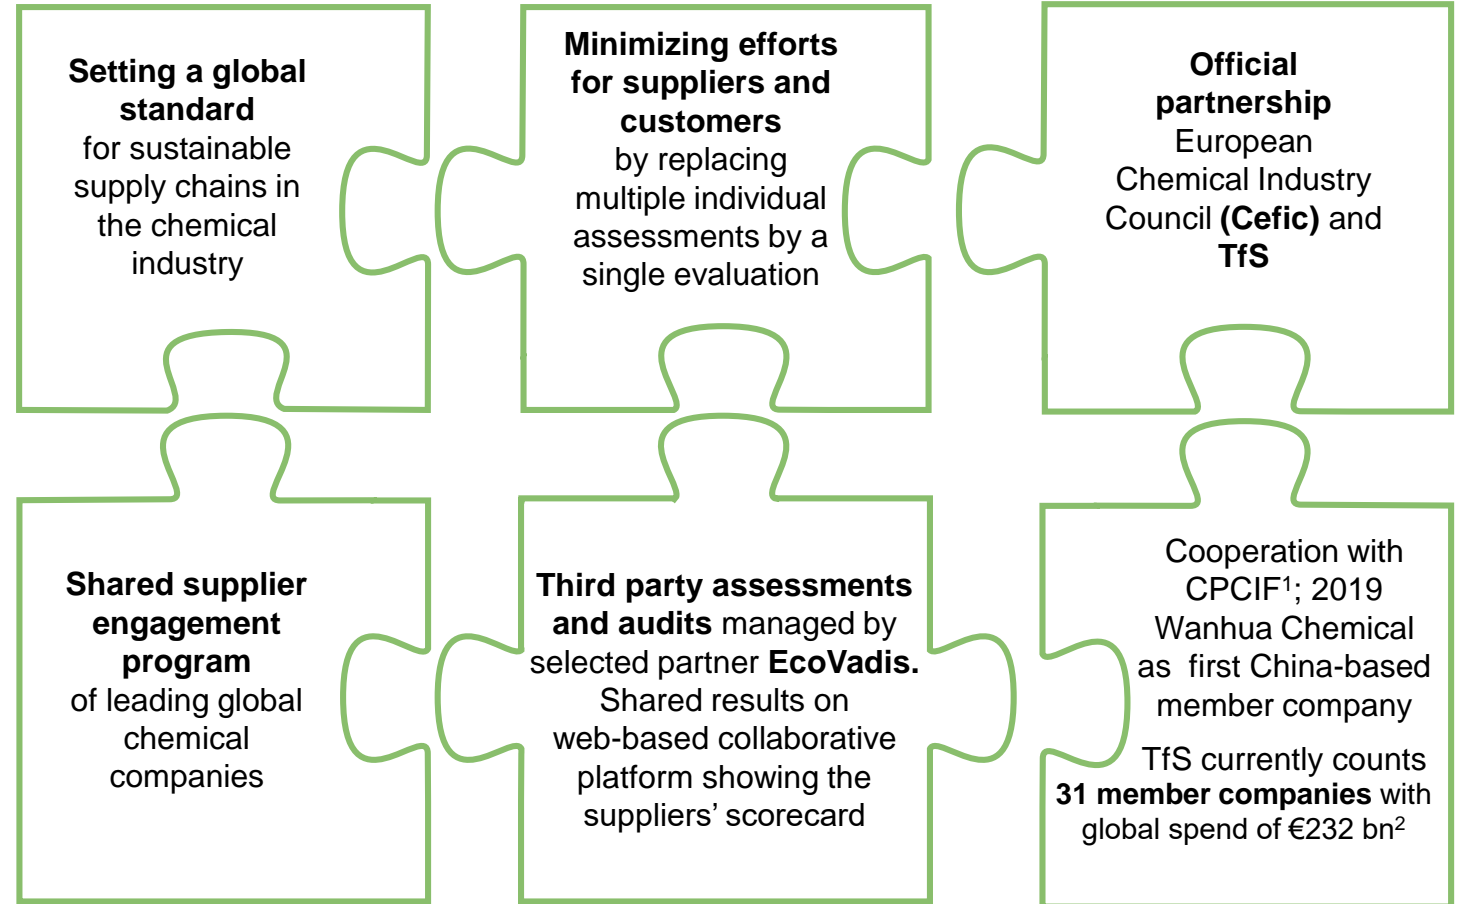 Setting a global
standard
for sustainable
supply chains in
the chemical
industry
Minimizing efforts
for suppliers and
customers
by replacing
multiple individual
assessments by a
single evaluation
Official
partnership
European
Chemical Industry
Council (Cefic) and
TfS
Shared supplier
engagement
program
of leading global
chemical
companies
Third party assessments
and audits managed by
selected partner EcoVadis.
Shared results on
web-based collaborative
platform showing the
suppliers’ scorecard
Cooperation with
CPCIF¹; 2019
Wanhua Chemical
as first China-based
member company
TfS currently counts
31 member companies with
global spend of €232 bn²